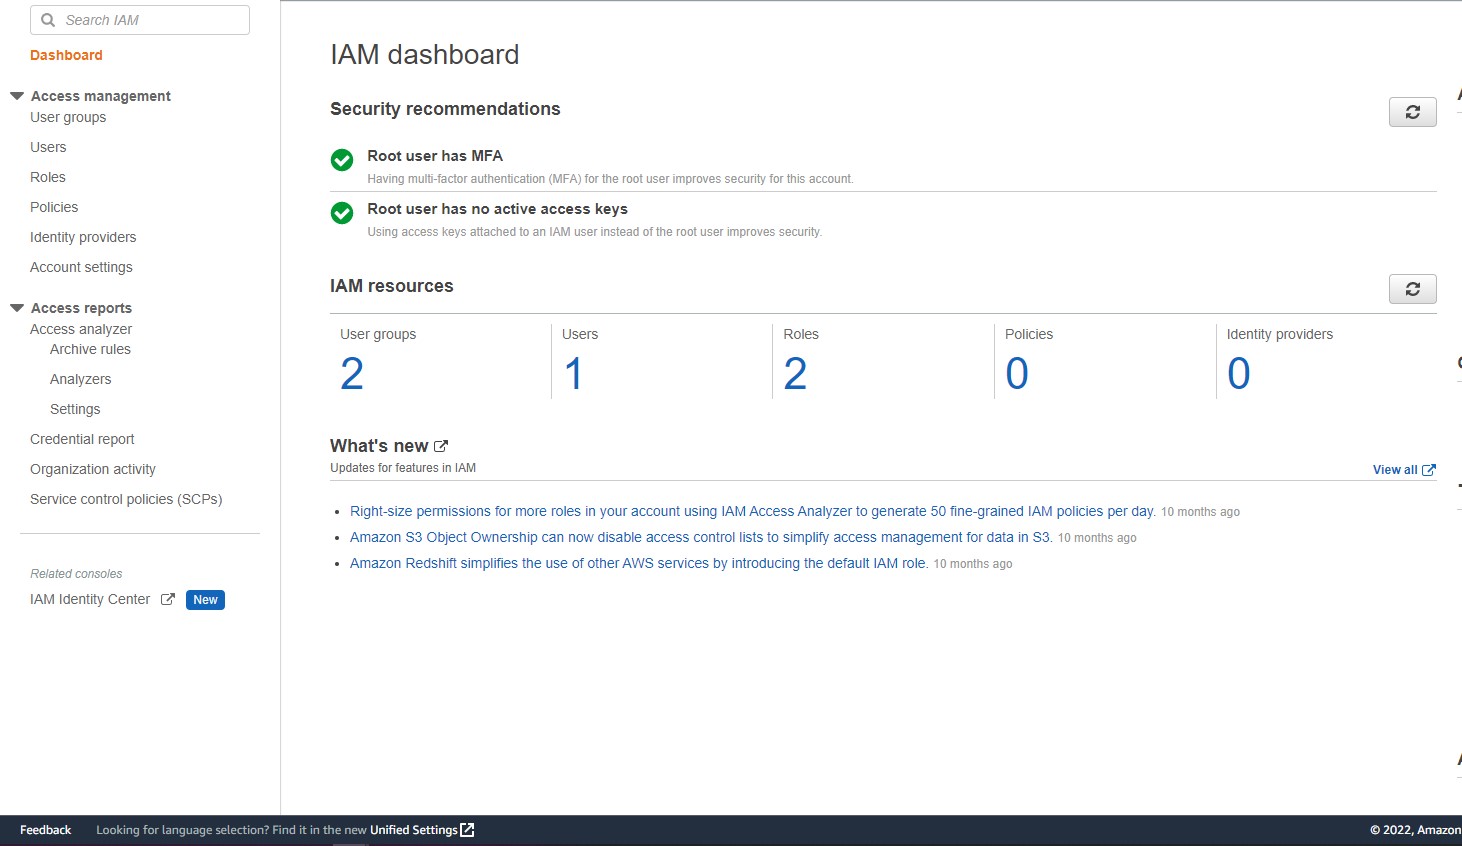 Search IAM
Dashboard
Access management
User groups
Users
Roles
Policies
Identity providers
Account settings
Access reports
Access analyzer
Archive rules
Analyzers
Settings
Credential report
Organization activity
Service control policies (SCPs)
Related consoles
IAM Identity Center New
IAM dashboard
Security recommendations
Root user has MFA
Having multi-factor authentication (MFA) for the root user improves security for this account.
Root user has no active access keys
Using access keys attached to an IAM user instead of the root user improves security.
IAM resources
User groups
2
Users
1
Roles
2
Policies
0
Identity providers
0
What's new
Updates for features in IAM
View all
Right-size permissions for more roles in your account using IAM Access Analyzer to generate 50 fine-grained IAM policies per day. 10 months ago
Amazon S3 Object Ownership can now disable access control lists to simplify access management for data in S3. 10 months ago
Amazon Redshift simplifies the use of other AWS services by introducing the default IAM role. 10 months ago
Feedback Looking for language selection? Find it in the new Unified Settings © 2022, Amazon